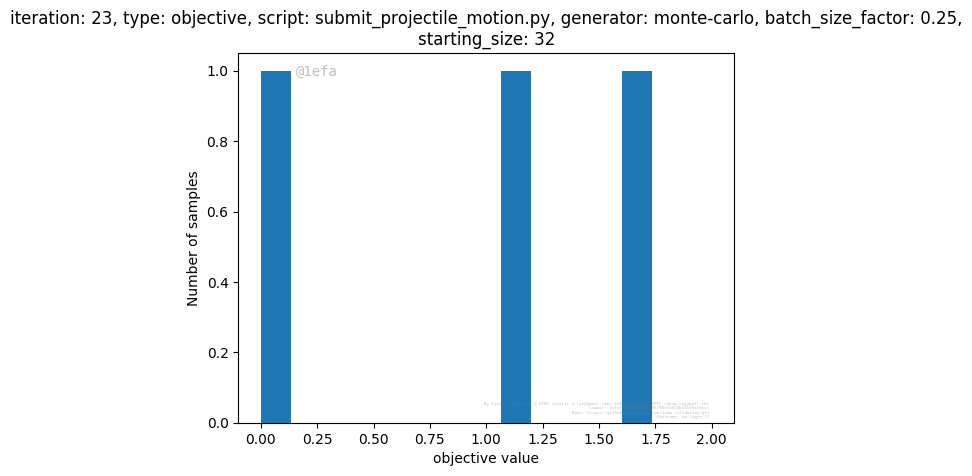 iteration: 23, type: objective, script: submit_projectile_motion.py, generator: monte-carlo, batch_size_factor: 0.25,
starting_size: 32
1.0
@1efa
0.8
0.6
Number of samples
0.4
0.2
0.0
0.00 0.25 0.50 0.75 1.00 1.25 1.50 1.75 2.00
objective value